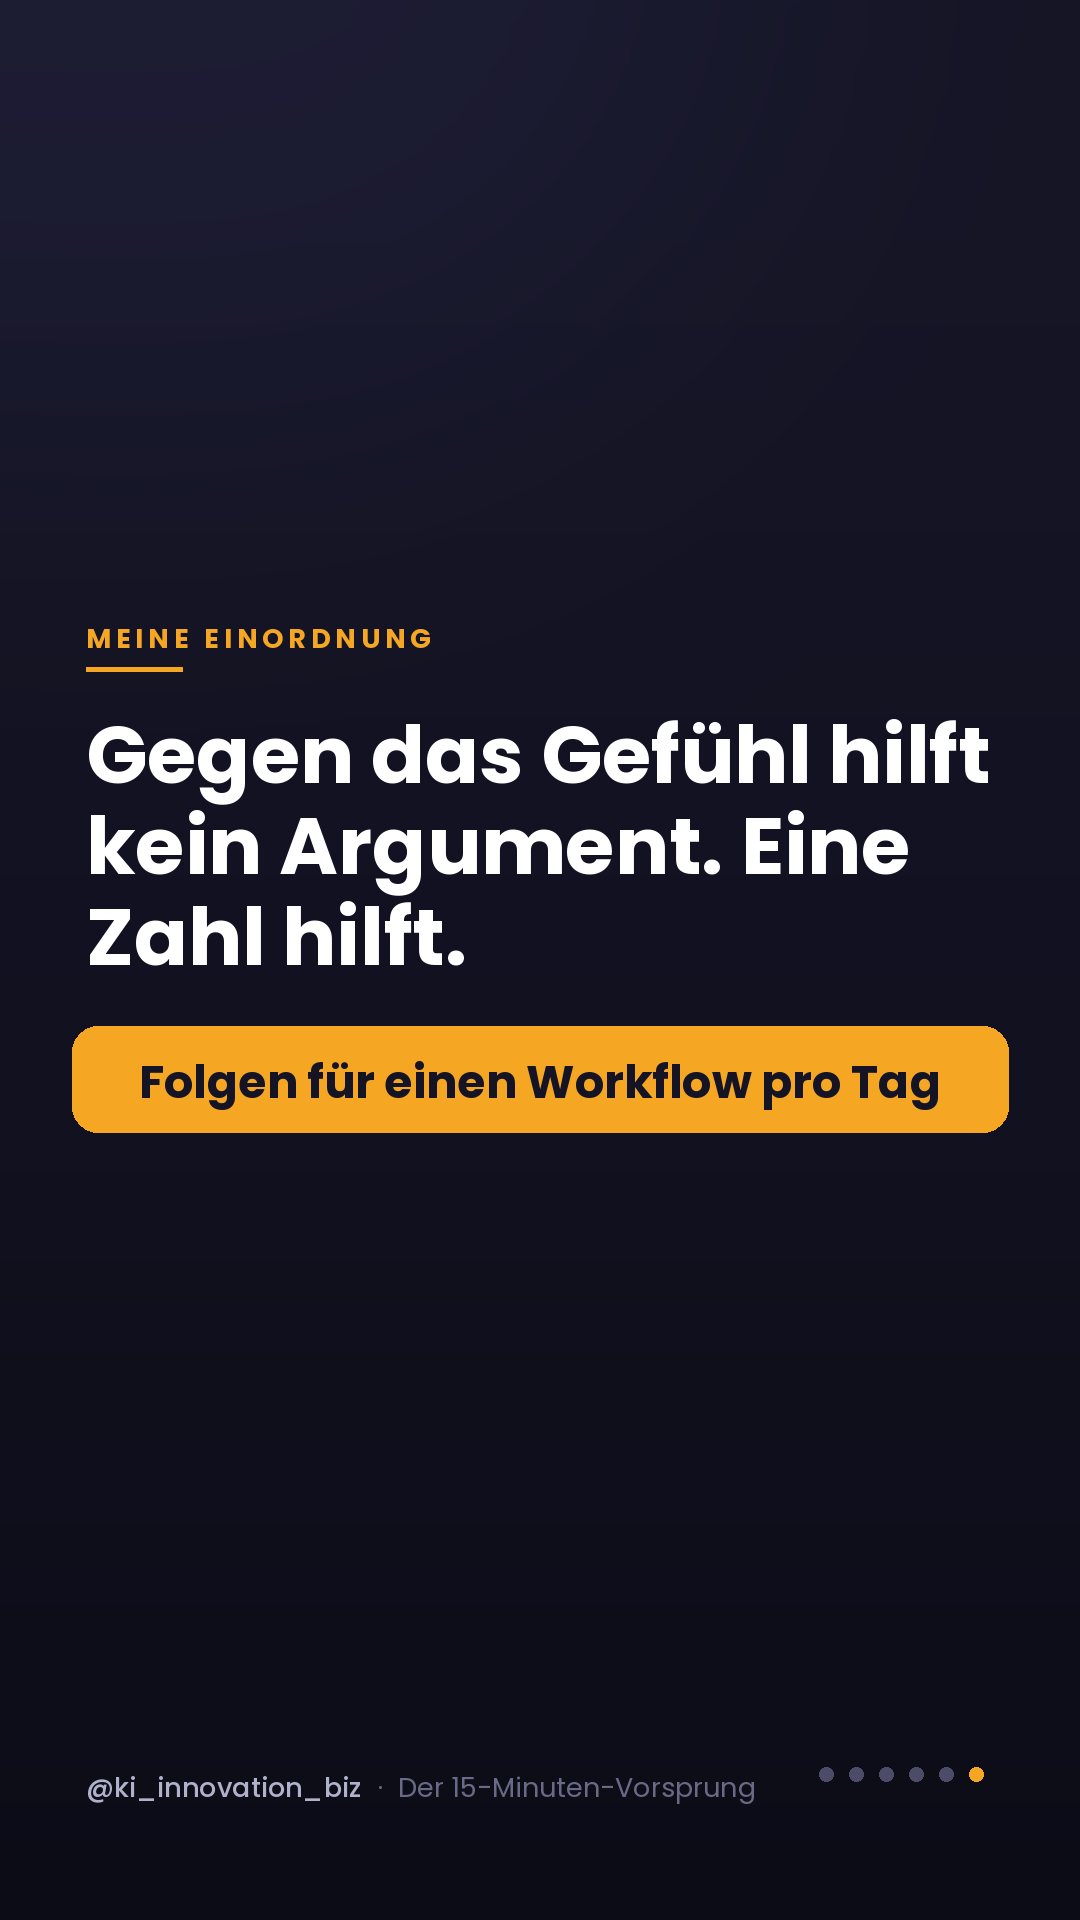 MEINE EINORDNUNG
Gegen das Gefühl hilft
kein Argument. Eine
Zahl hilft.
Folgen für einen Workflow pro Tag
@ki_innovation_biz · Der 15-Minuten-Vorsprung